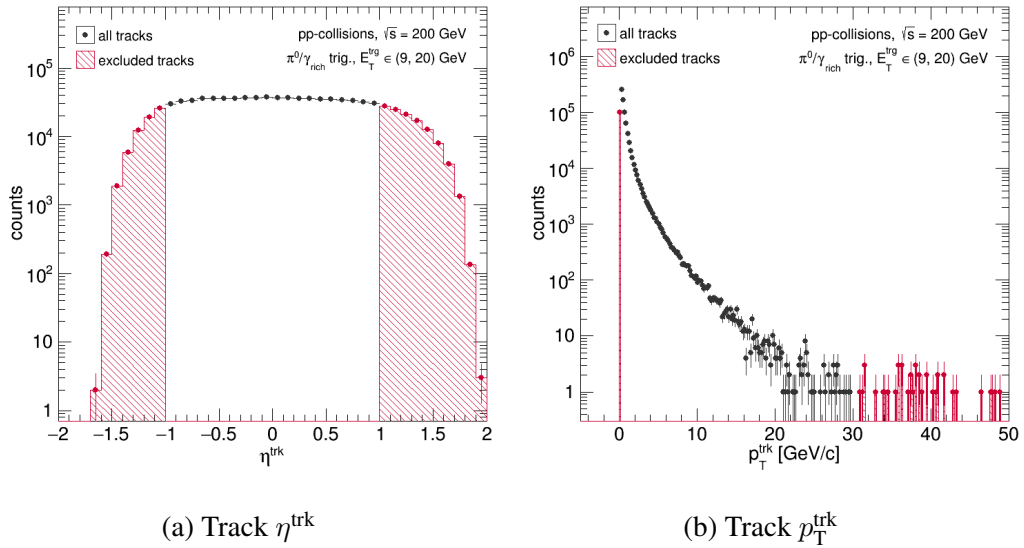 all tracks
excluded tracks
pp-collisions, √s = 200 GeV
π⁰/γ_rich trig., E_T^trg ∈ (9, 20) GeV
counts
10⁵
10⁴
10³
10²
10
1
−2 −1.5 −1 −0.5 0 0.5 1 1.5 2
η^trk
(a) Track η^trk
all tracks
excluded tracks
pp-collisions, √s = 200 GeV
π⁰/γ_rich trig., E_T^trg ∈ (9, 20) GeV
counts
10⁶
10⁵
10⁴
10³
10²
10
1
0 10 20 30 40 50
p_T^trk [GeV/c]
(b) Track p_T^trk